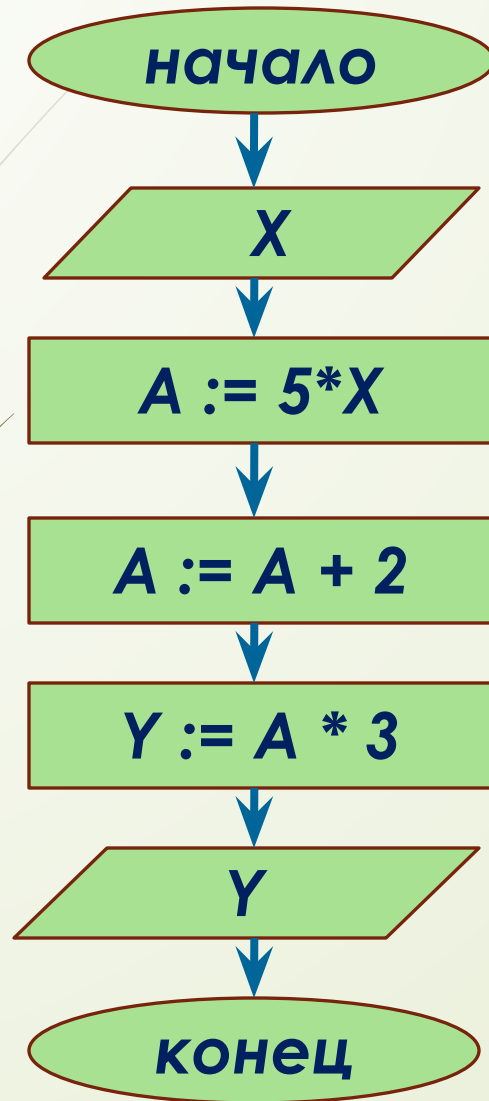 начало
X
A := 5*X
A := A + 2
Y := A * 3
Y
конец